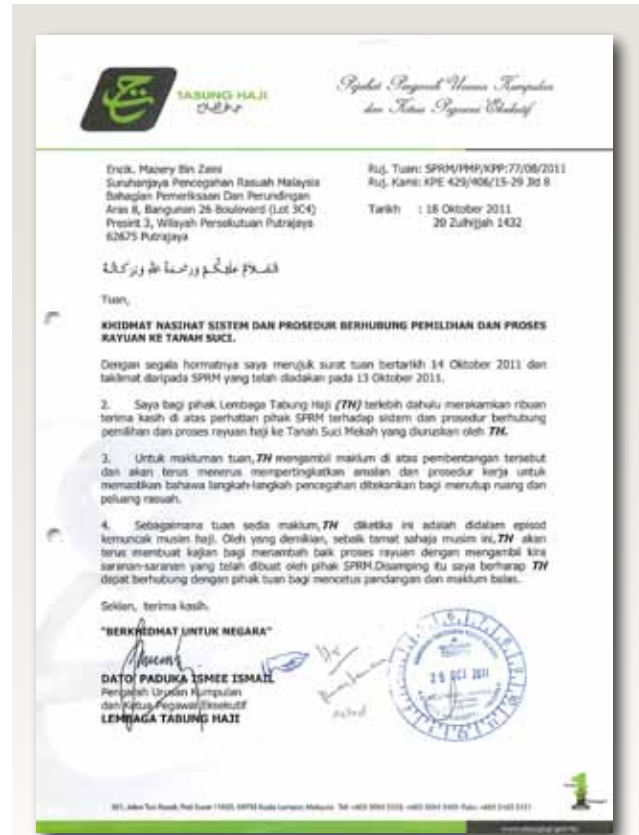 TABUNG HAJI
Pejabat Pengarah Urusan Kumpulan
dan Ketua Pegawai Eksekutif
Encik. Mazery Bin Zaini
Suruhanjaya Pencegahan Rasuah Malaysia
Bahagian Pemeriksaan Dan Perundingan
Aras 8, Bangunan 26 Boulevard (Lot 3C4)
Presint 3, Wilayah Persekutuan Putrajaya
62675 Putrajaya
Ruj. Tuan: SPRM/PMP/KPP:77/08/2011
Ruj. Kami: KPE 429/406/15-29 Jld 8
Tarikh : 18 Oktober 2011
20 Zulhijjah 1432
السلام عليكم ورحمة الله وبركاته
Tuan,
KHIDMAT NASIHAT SISTEM DAN PROSEDUR BERHUBUNG PEMILIHAN DAN PROSES
RAYUAN KE TANAH SUCI.
Dengan segala hormatnya saya merujuk surat tuan bertarikh 14 Oktober 2011 dan
taklimat daripada SPRM yang telah diadakan pada 13 Oktober 2011.
2. Saya bagi pihak Lembaga Tabung Haji (TH) terlebih dahulu merakamkan ribuan
terima kasih di atas perhatian pihak SPRM terhadap sistem dan prosedur berhubung
pemilihan dan proses rayuan haji ke Tanah Suci Mekah yang diuruskan oleh TH.
3. Untuk makluman tuan, TH mengambil maklum di atas pembentangan tersebut
dan akan terus menerus mempertingkatkan amalan dan prosedur kerja untuk
memastikan bahawa langkah-langkah pencegahan ditekankan bagi menutup ruang dan
peluang rasuah.
4. Sebagaimana tuan sedia maklum, TH diketika ini adalah didalam episod
kemuncak musim haji. Oleh yang demikian, sebaik tamat sahaja musim ini, TH akan
terus membuat kajian bagi menambah baik proses rayuan dengan mengambil kira
saranan-saranan yang telah dibuat oleh pihak SPRM.Disamping itu saya berharap TH
dapat berhubung dengan pihak tuan bagi mencetus pandangan dan maklum balas.
Sekian, terima kasih.
"BERKHIDMAT UNTUK NEGARA"
DATO' PADUKA ISMEE ISMAIL
Pengarah Urusan Kumpulan
dan Ketua Pegawai Eksekutif
LEMBAGA TABUNG HAJI
OCT 2011